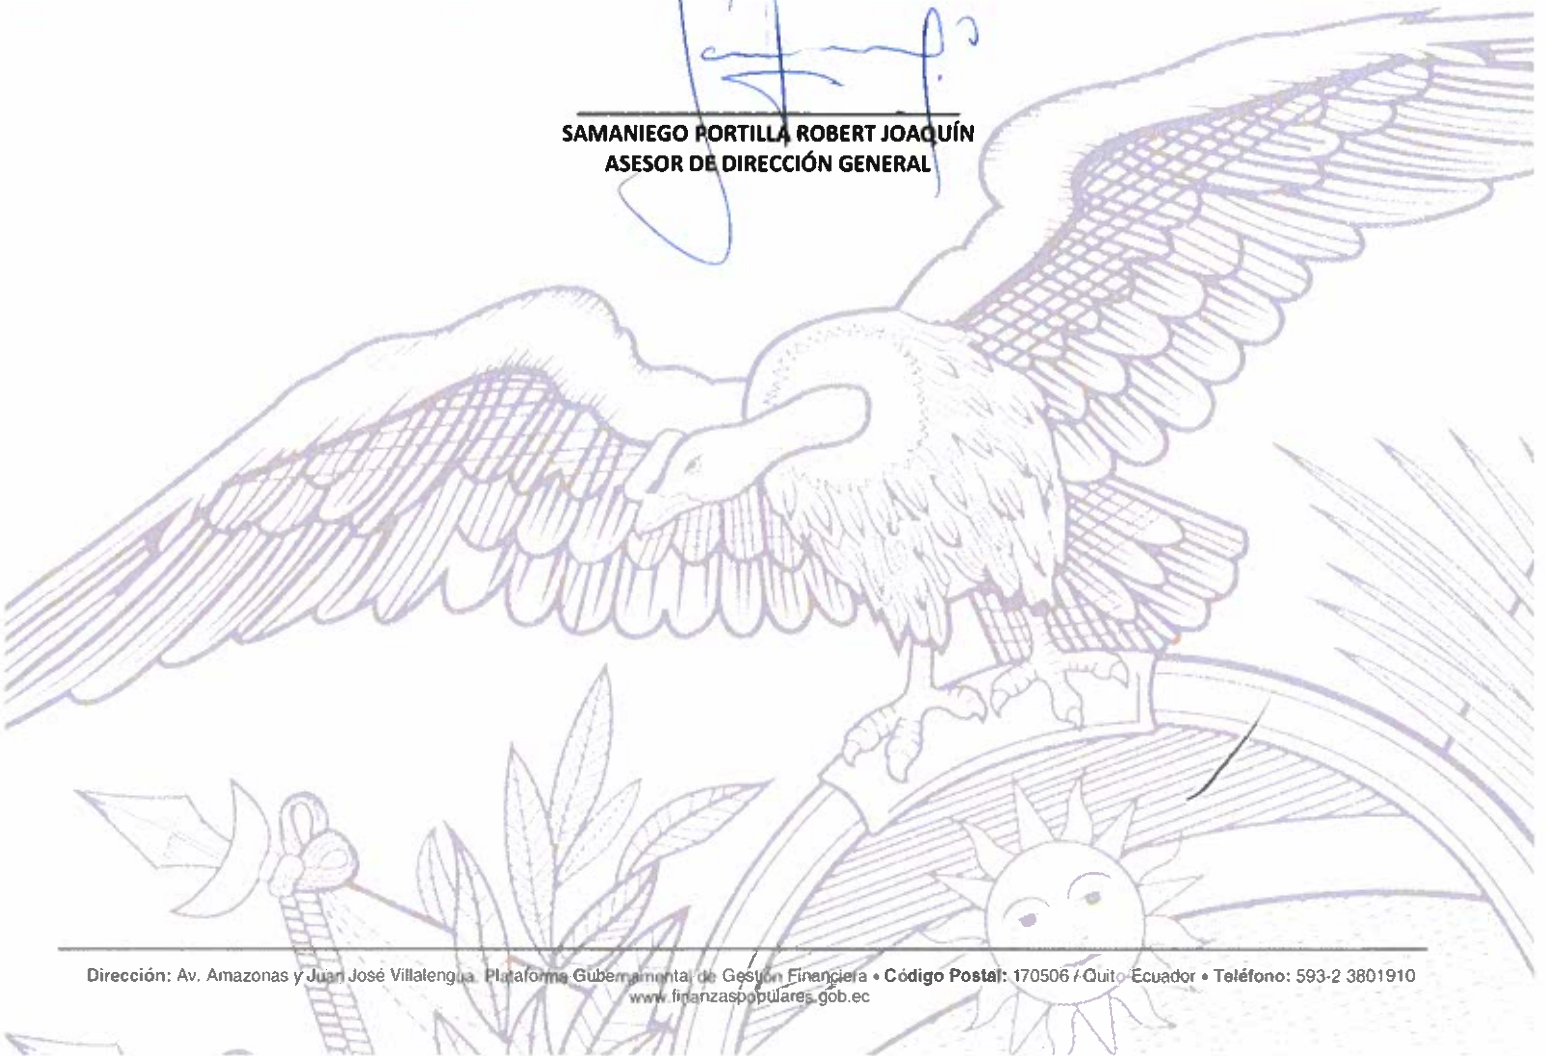 SAMANIEGO PORTILLA ROBERT JOAQUÍN
ASESOR DE DIRECCIÓN GENERAL
Dirección: Av. Amazonas y Juan José Villalengua. Plataforma Gubernamental de Gestión Financiera • Código Postal: 170506 / Quito-Ecuador • Teléfono: 593-2 3801910
www.finanzaspopulares.gob.ec